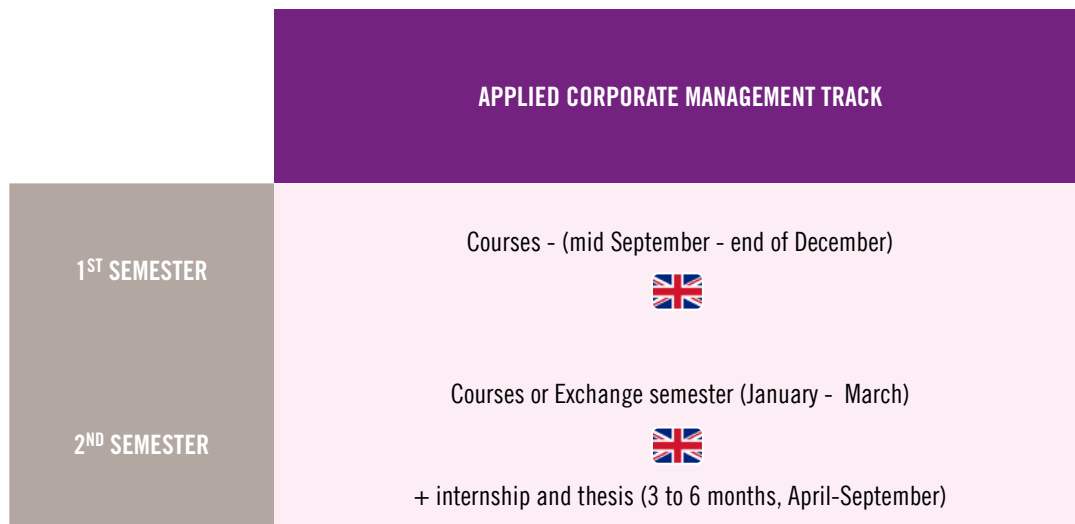 APPLIED CORPORATE MANAGEMENT TRACK
1ST SEMESTER
Courses - (mid September - end of December)
2ND SEMESTER
Courses or Exchange semester (January - March)
+ internship and thesis (3 to 6 months, April-September)